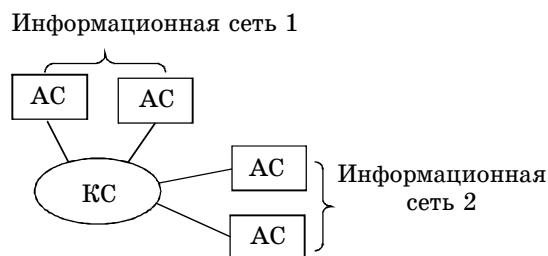 Информационная сеть 1
АС
АС
АС
КС
АС
Информационная
сеть 2